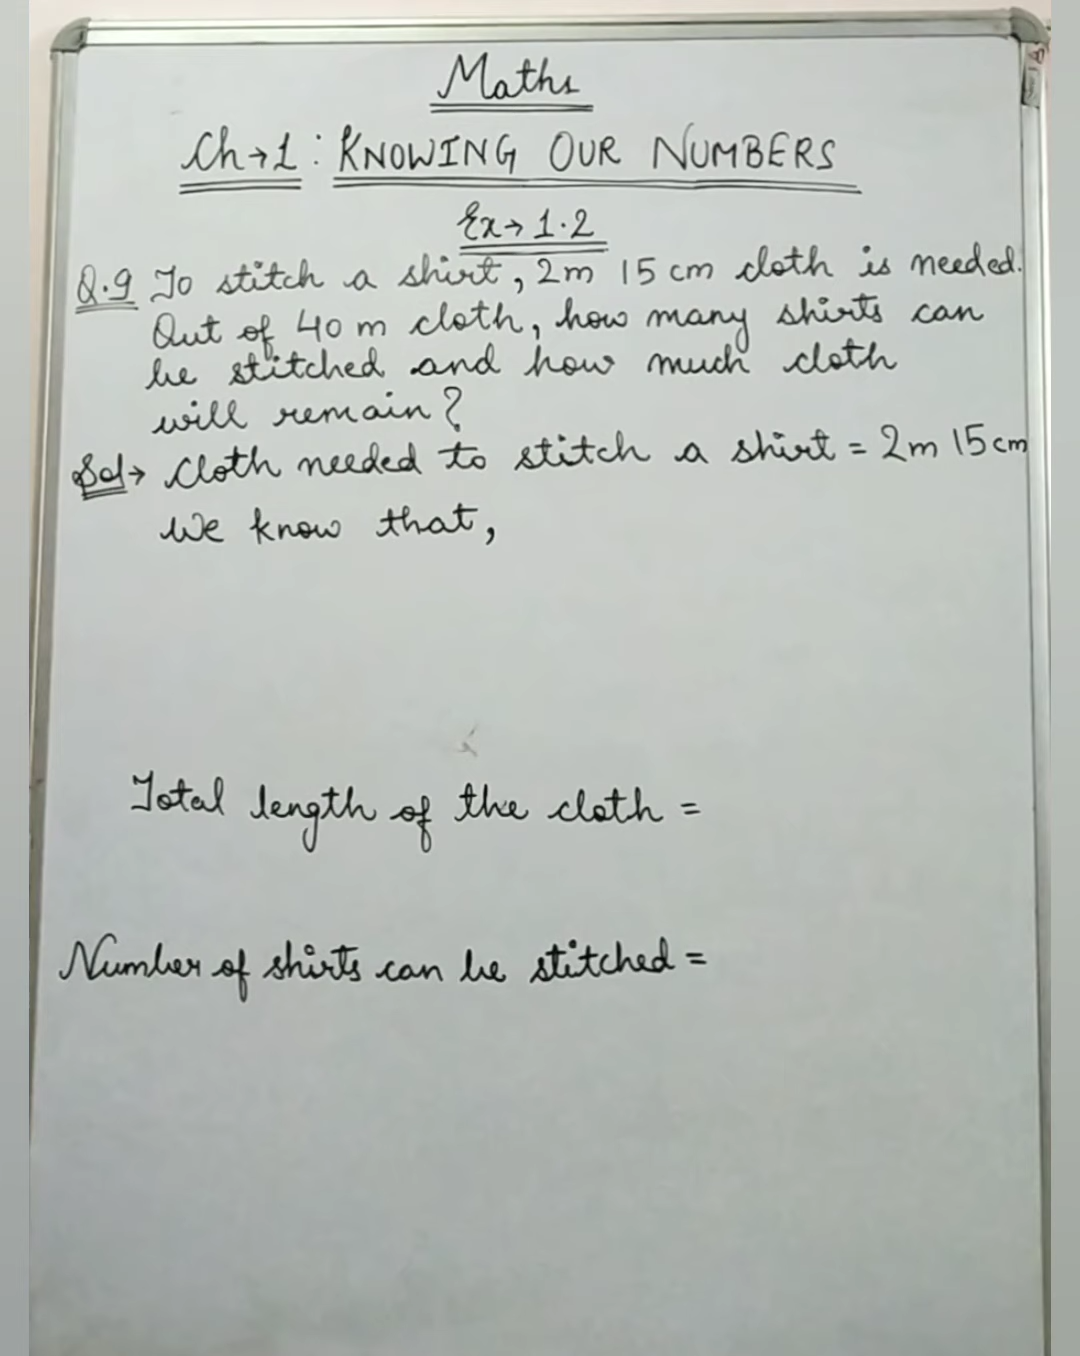 Maths
Ch→1: KNOWING OUR NUMBERS
Ex→ 1.2
Q.9 To stitch a shirt, 2m 15 cm cloth is needed.
Out of 40 m cloth, how many shirts can
be stitched and how much cloth
will remain?
Sol→ Cloth needed to stitch a shirt = 2m 15 cm
We know that,
Total length of the cloth =
Number of shirts can be stitched =